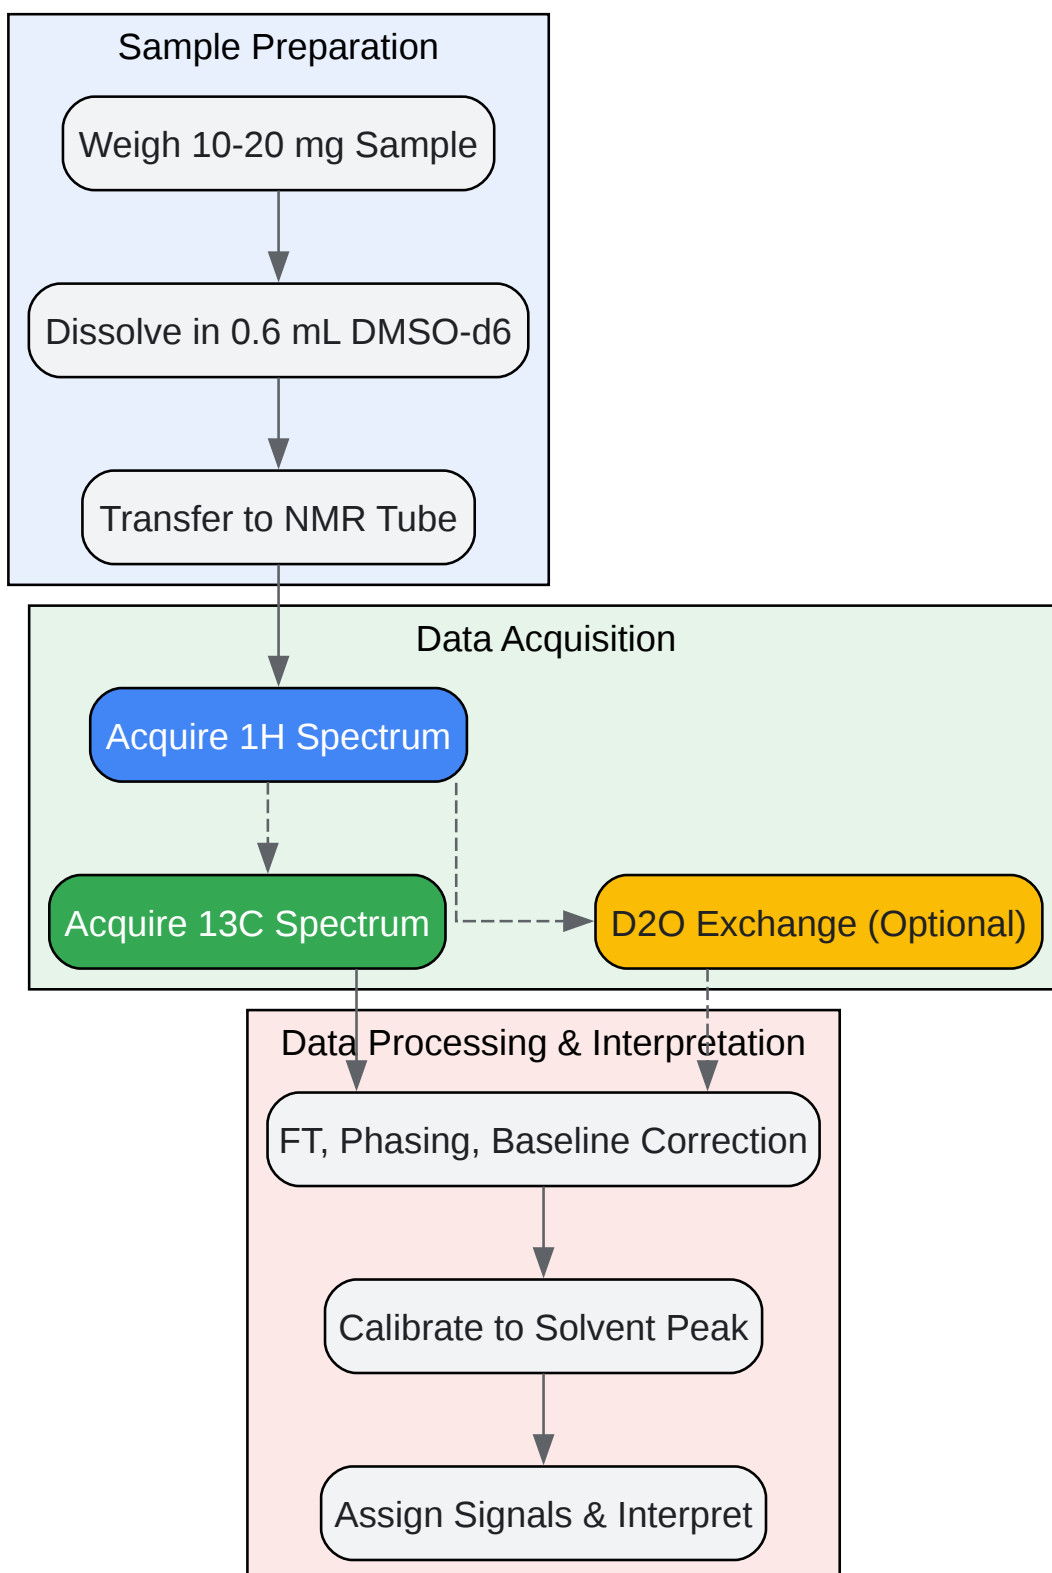 Sample Preparation
Weigh 10-20 mg Sample
Dissolve in 0.6 mL DMSO-d6
Transfer to NMR Tube
Data Acquisition
Acquire 1H Spectrum
Acquire 13C Spectrum
D2O Exchange (Optional)
Data Processing & Interpretation
FT, Phasing, Baseline Correction
Calibrate to Solvent Peak
Assign Signals & Interpret